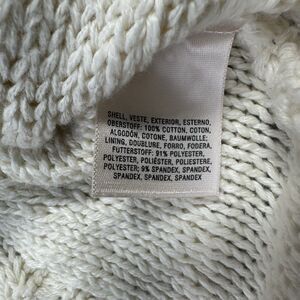 SHELL, VESTE, EXTERIOR, ESTERNO,
OBERSTOFF: 100% COTTON, COTON,
ALGODÓN, COTONE, BAUMWOLLE;
LINING, DOUBLURE, FORRO, FODERA,
FUTTERSTOFF: 91% POLYESTER,
POLYESTER, POLIÉSTER, POLIESTERE,
POLYESTER; 9% SPANDEX, SPANDEX,
SPANDEX, SPANDEX, SPANDEX